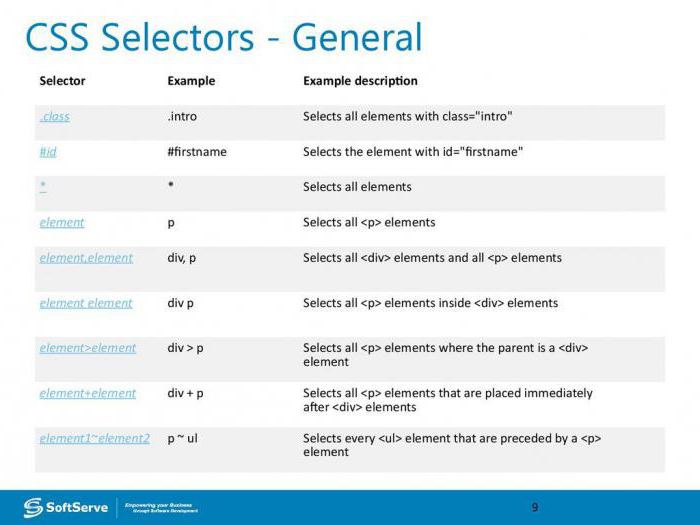 CSS Selectors - General
Selector Example Example description
.class .intro Selects all elements with class="intro"
#id #firstname Selects the element with id="firstname"
* * Selects all elements
element p Selects all <p> elements
element,element div, p Selects all <div> elements and all <p> elements
element element div p Selects all <p> elements inside <div> elements
element>element div > p Selects all <p> elements where the parent is a <div>
element
element+element div + p Selects all <p> elements that are placed immediately
after <div> elements
element1~element2 p ~ ul Selects every <ul> element that are preceded by a <p>
element
SoftServe
Empowering your Business
through Software Development
9